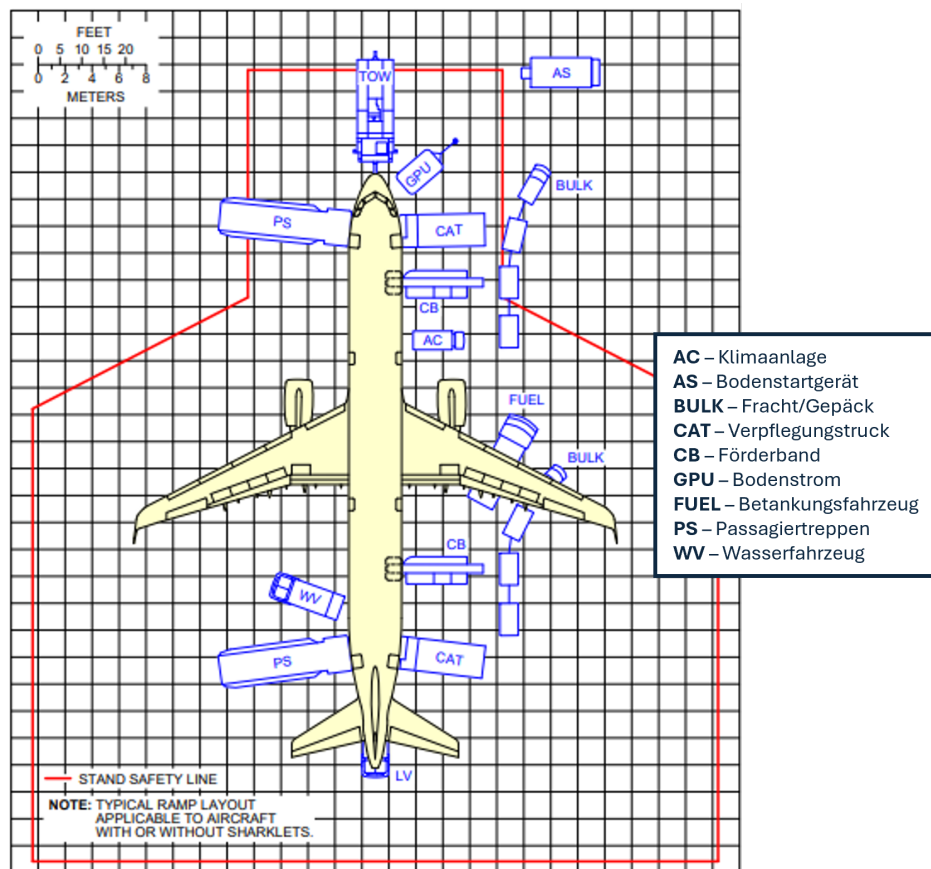 FEET
0 5 10 15 20
0 2 4 6 8
METERS
TOW
AS
GPU
BULK
PS
CAT
CB
AC
FUEL
BULK
CB
WV
PS
CAT
LV
AC – Klimaanlage
AS – Bodenstartgerät
BULK – Fracht/Gepäck
CAT – Verpflegungstruck
CB – Förderband
GPU – Bodenstrom
FUEL – Betankungsfahrzeug
PS – Passagiertreppen
WV – Wasserfahrzeug
STAND SAFETY LINE
NOTE: TYPICAL RAMP LAYOUT
APPLICABLE TO AIRCRAFT
WITH OR WITHOUT SHARKLETS.